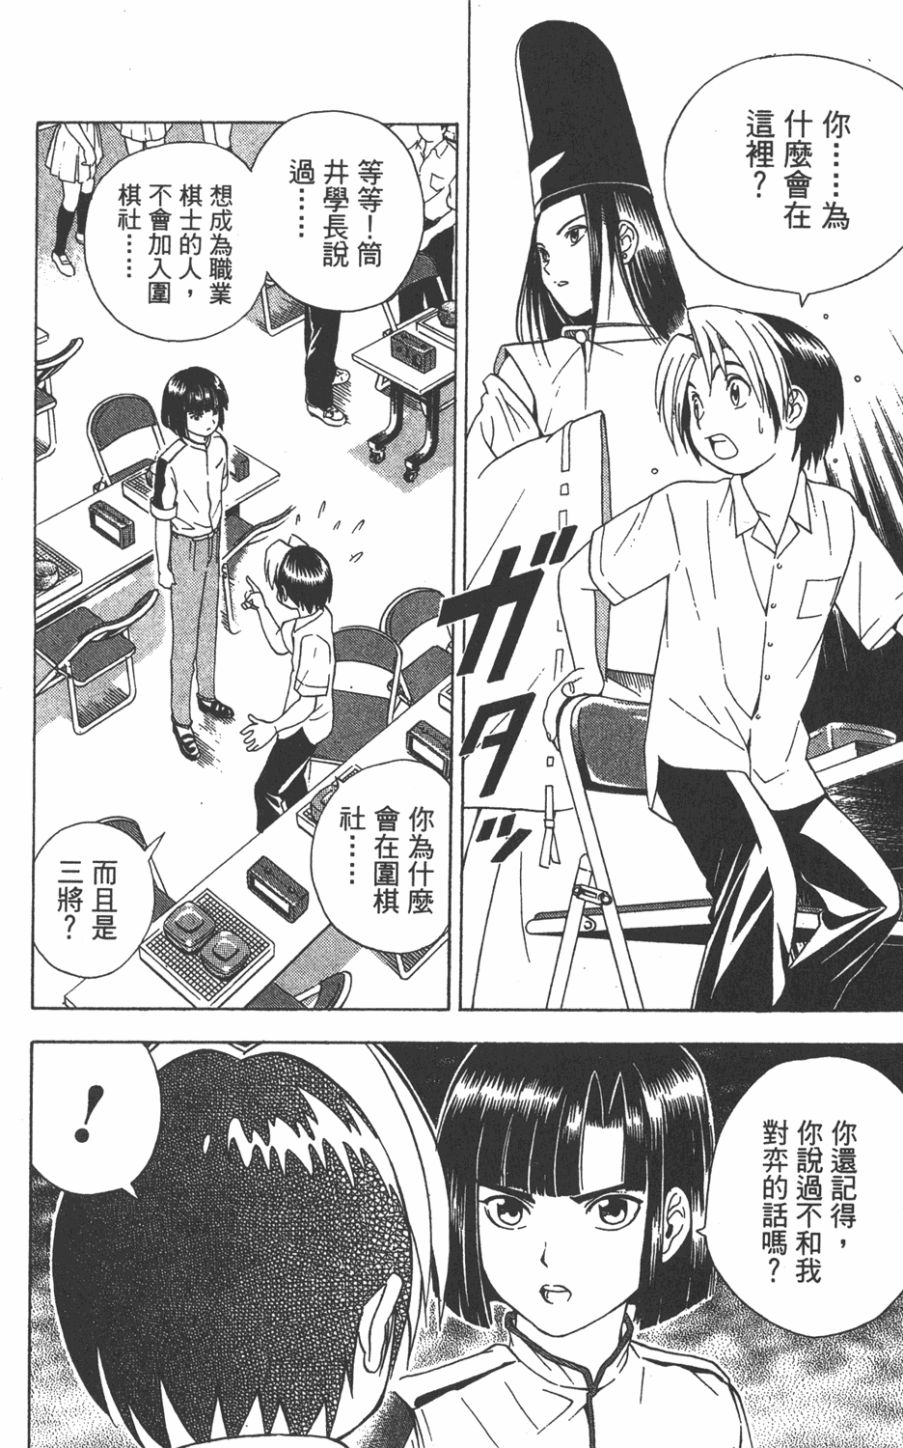 你……為
什麼會在
這裡？
ガタッ
等等！筒
井學長說
過……
想成為職業
棋士的人，
不會加入圍
棋社……
你為什麼
會在圍棋
社……
而且是
三將？
你還記得，
你說過不和我
對弈的話嗎？
！